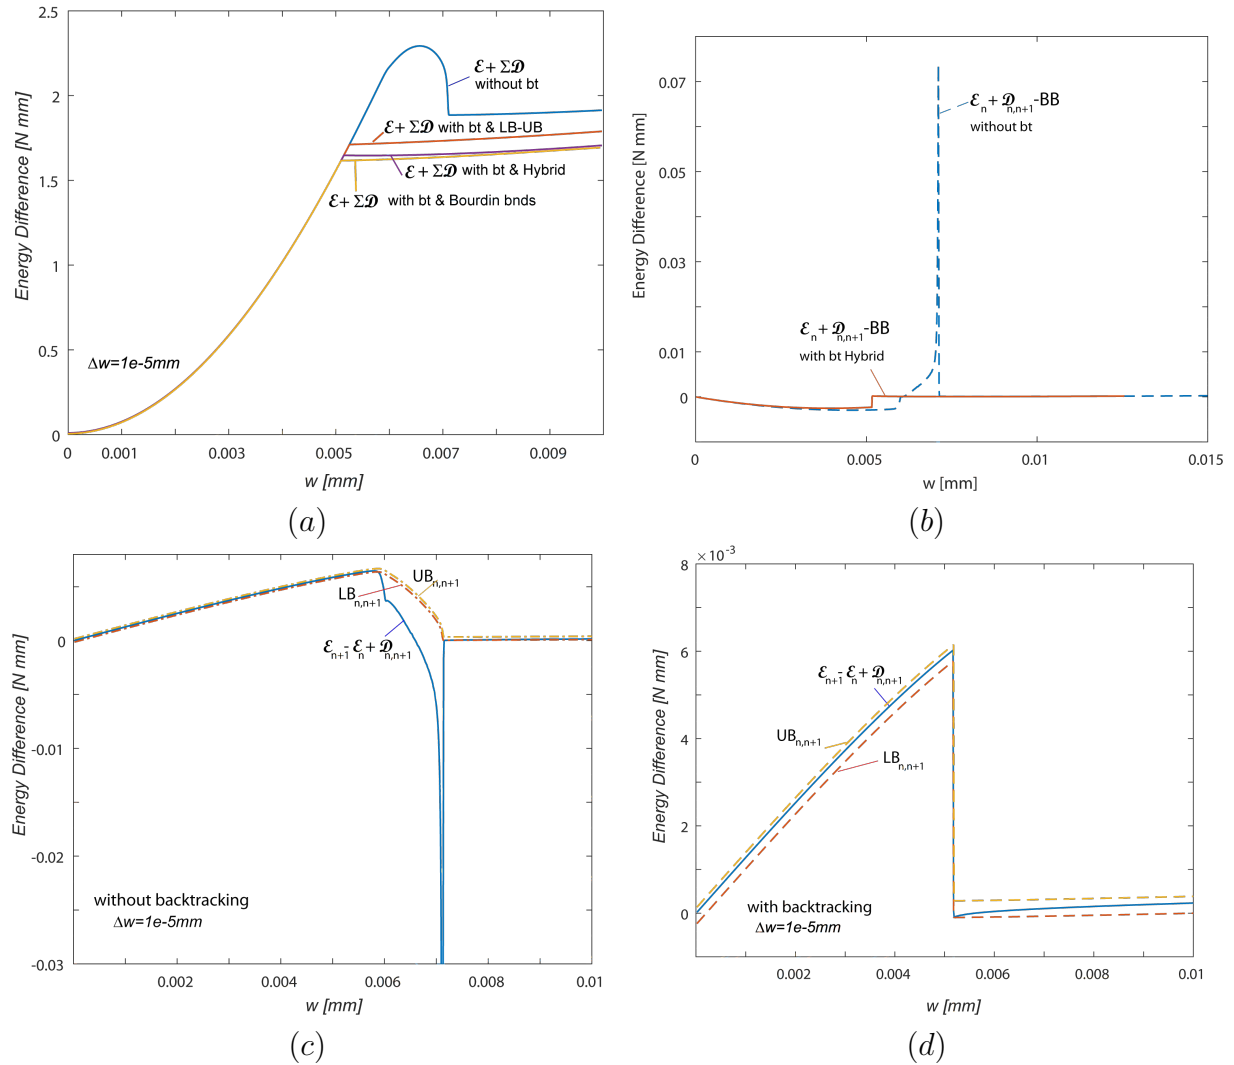 2.5
2
1.5
1
0.5
0
Energy Difference [N mm]
ℰ+ Σ𝒟
without bt
ℰ+ Σ𝒟 with bt & LB-UB
ℰ+ Σ𝒟 with bt & Hybrid
ℰ+ Σ𝒟 with bt & Bourdin bnds
Δw=1e-5mm
0 0.001 0.003 0.005 0.007 0.009
w [mm]
(a)
0.07
0.05
0.03
0.01
0
Energy Difference [N mm]
ℰn+ 𝒟n,n+1-BB
without bt
ℰn+ 𝒟n,n+1-BB
with bt Hybrid
0 0.005 0.01 0.015
w [mm]
(b)
0
-0.01
-0.02
-0.03
Energy Difference [N mm]
UBn,n+1
LBn,n+1
ℰn+1-ℰn+ 𝒟n,n+1
without backtracking
Δw=1e-5mm
0.002 0.004 0.006 0.008 0.01
w [mm]
(c)
8 ×10-3
6
4
2
0
Energy Difference [N mm]
ℰn+1-ℰn+ 𝒟n,n+1
UBn,n+1
LBn,n+1
with backtracking
Δw=1e-5mm
0.002 0.004 0.006 0.008 0.01
w [mm]
(d)